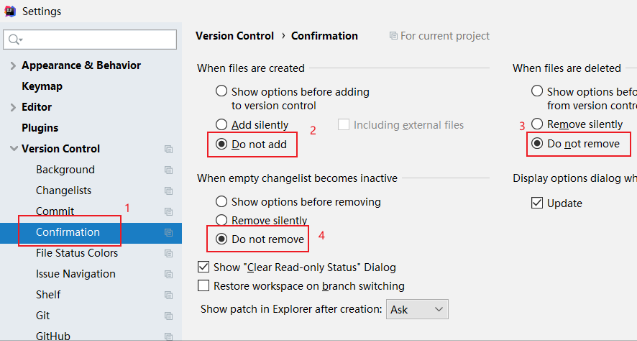 Settings
Appearance & Behavior
Keymap
Editor
Plugins
Version Control
Background
Changelists
Commit
1
Confirmation
File Status Colors
Issue Navigation
Shelf
Git
GitHub
Version Control › Confirmation
For current project
When files are created
Show options before adding
to version control
Add silently
Including external files
2
Do not add
When empty changelist becomes inactive
Show options before removing
Remove silently
Do not remove
4
Show "Clear Read-only Status" Dialog
Restore workspace on branch switching
Show patch in Explorer after creation: Ask
When files are deleted
Show options befo
from version contro
3
Remove silently
Do not remove
Display options dialog wh
Update